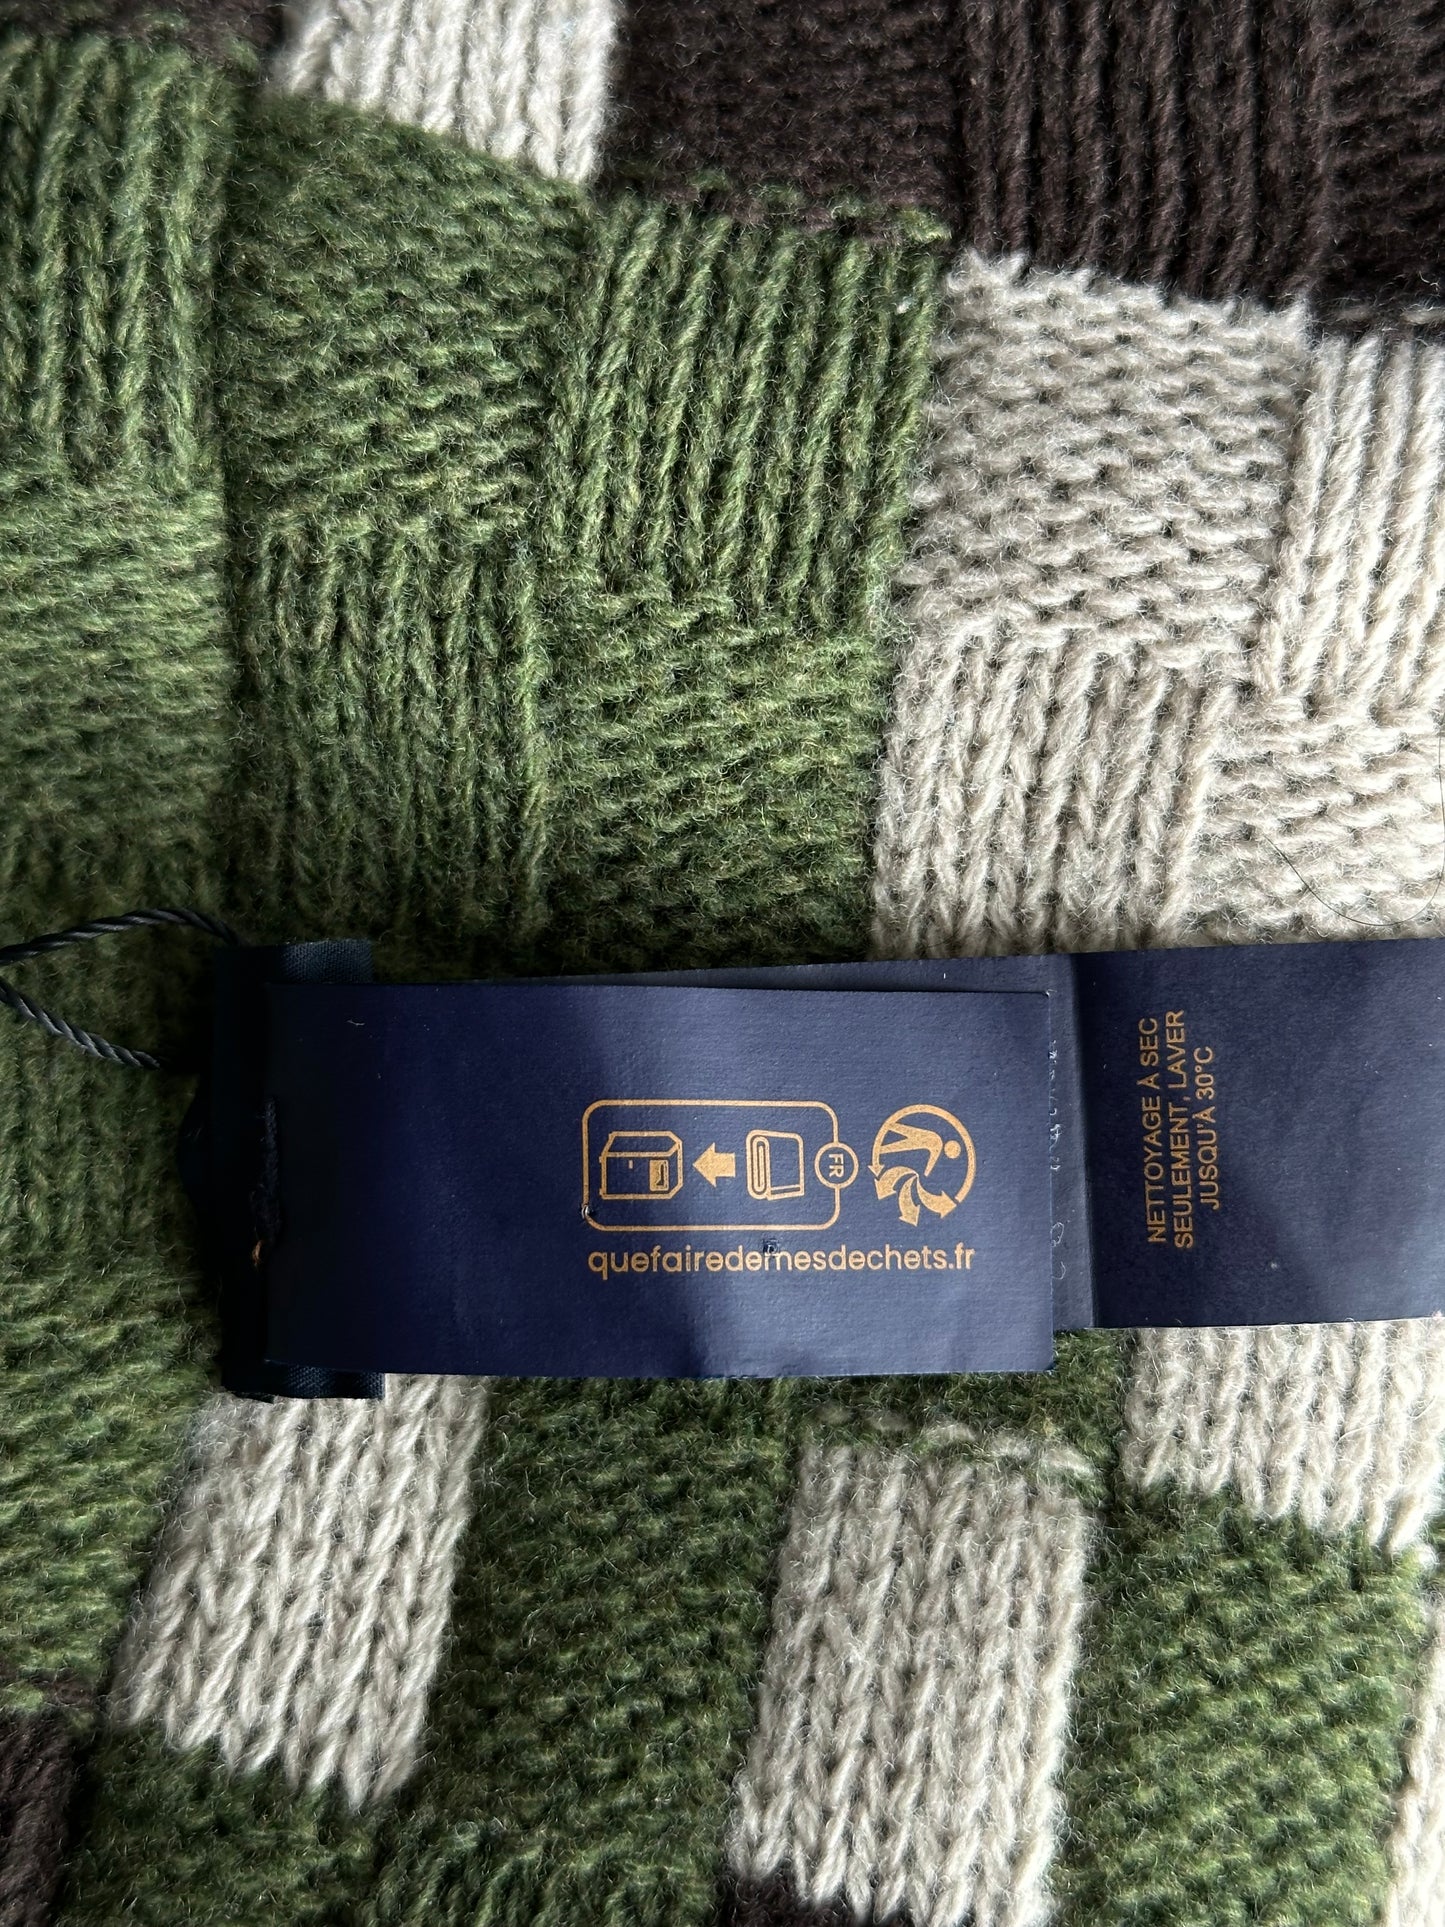 FR
quefairedemesdechets.fr
NETTOYAGE À SEC
SEULEMENT, LAVER
JUSQU'À 30°C